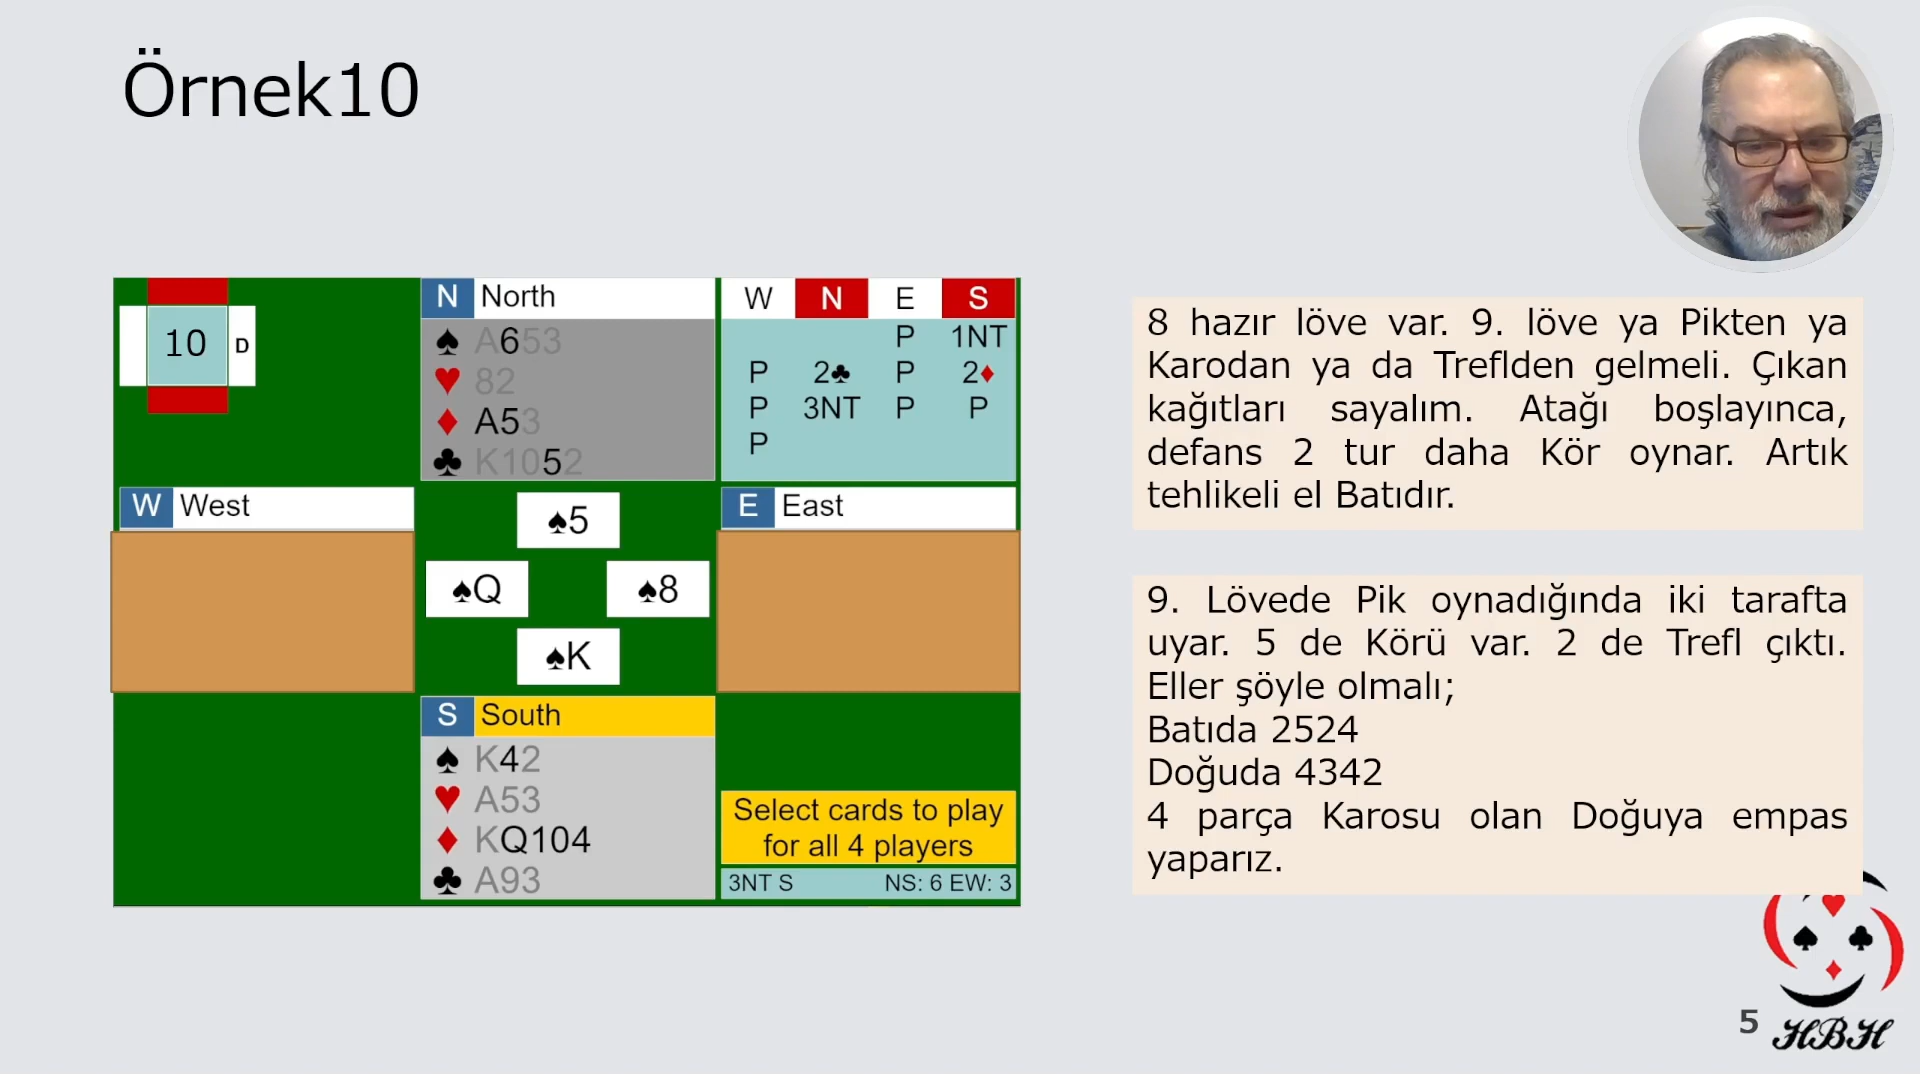 Örnek10
10
D
N North
♠ A653
♥ 82
♦ A53
♣ K1052
W N E S
P 1NT
P 2♣ P 2♦
P 3NT P P
P
W West
E East
♠5
♠Q ♠8
♠K
S South
♠ K42
♥ A53
♦ KQ104
♣ A93
Select cards to play
for all 4 players
3NT S NS: 6 EW: 3
8 hazır löve var. 9. löve ya Pikten ya
Karodan ya da Treflden gelmeli. Çıkan
kağıtları sayalım. Atağı boşlayınca,
defans 2 tur daha Kör oynar. Artık
tehlikeli el Batıdır.
9. Lövede Pik oynadığında iki tarafta
uyar. 5 de Körü var. 2 de Trefl çıktı.
Eller şöyle olmalı;
Batıda 2524
Doğuda 4342
4 parça Karosu olan Doğuya empas
yaparız.
5
HBH